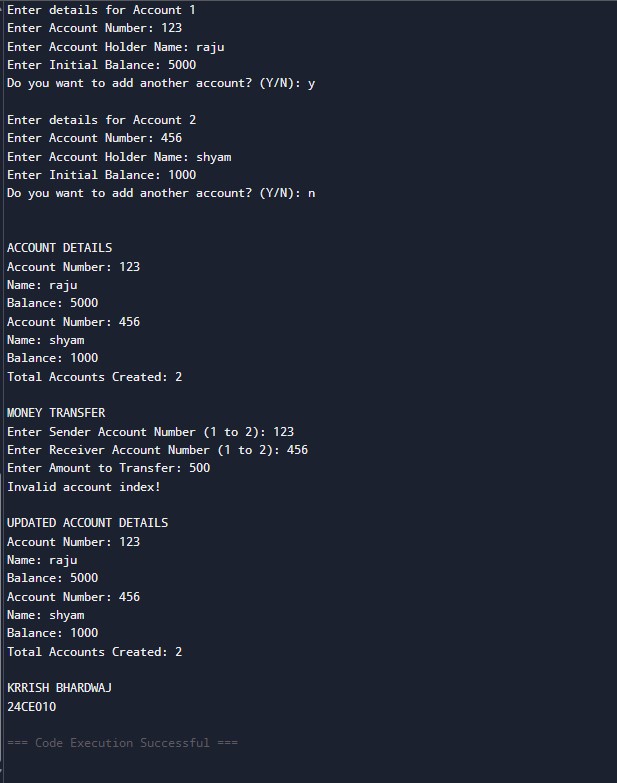 Enter details for Account 1
Enter Account Number: 123
Enter Account Holder Name: raju
Enter Initial Balance: 5000
Do you want to add another account? (Y/N): y
Enter details for Account 2
Enter Account Number: 456
Enter Account Holder Name: shyam
Enter Initial Balance: 1000
Do you want to add another account? (Y/N): n
ACCOUNT DETAILS
Account Number: 123
Name: raju
Balance: 5000
Account Number: 456
Name: shyam
Balance: 1000
Total Accounts Created: 2
MONEY TRANSFER
Enter Sender Account Number (1 to 2): 123
Enter Receiver Account Number (1 to 2): 456
Enter Amount to Transfer: 500
Invalid account index!
UPDATED ACCOUNT DETAILS
Account Number: 123
Name: raju
Balance: 5000
Account Number: 456
Name: shyam
Balance: 1000
Total Accounts Created: 2
KRRISH BHARDWAJ
24CE010
=== Code Execution Successful ===